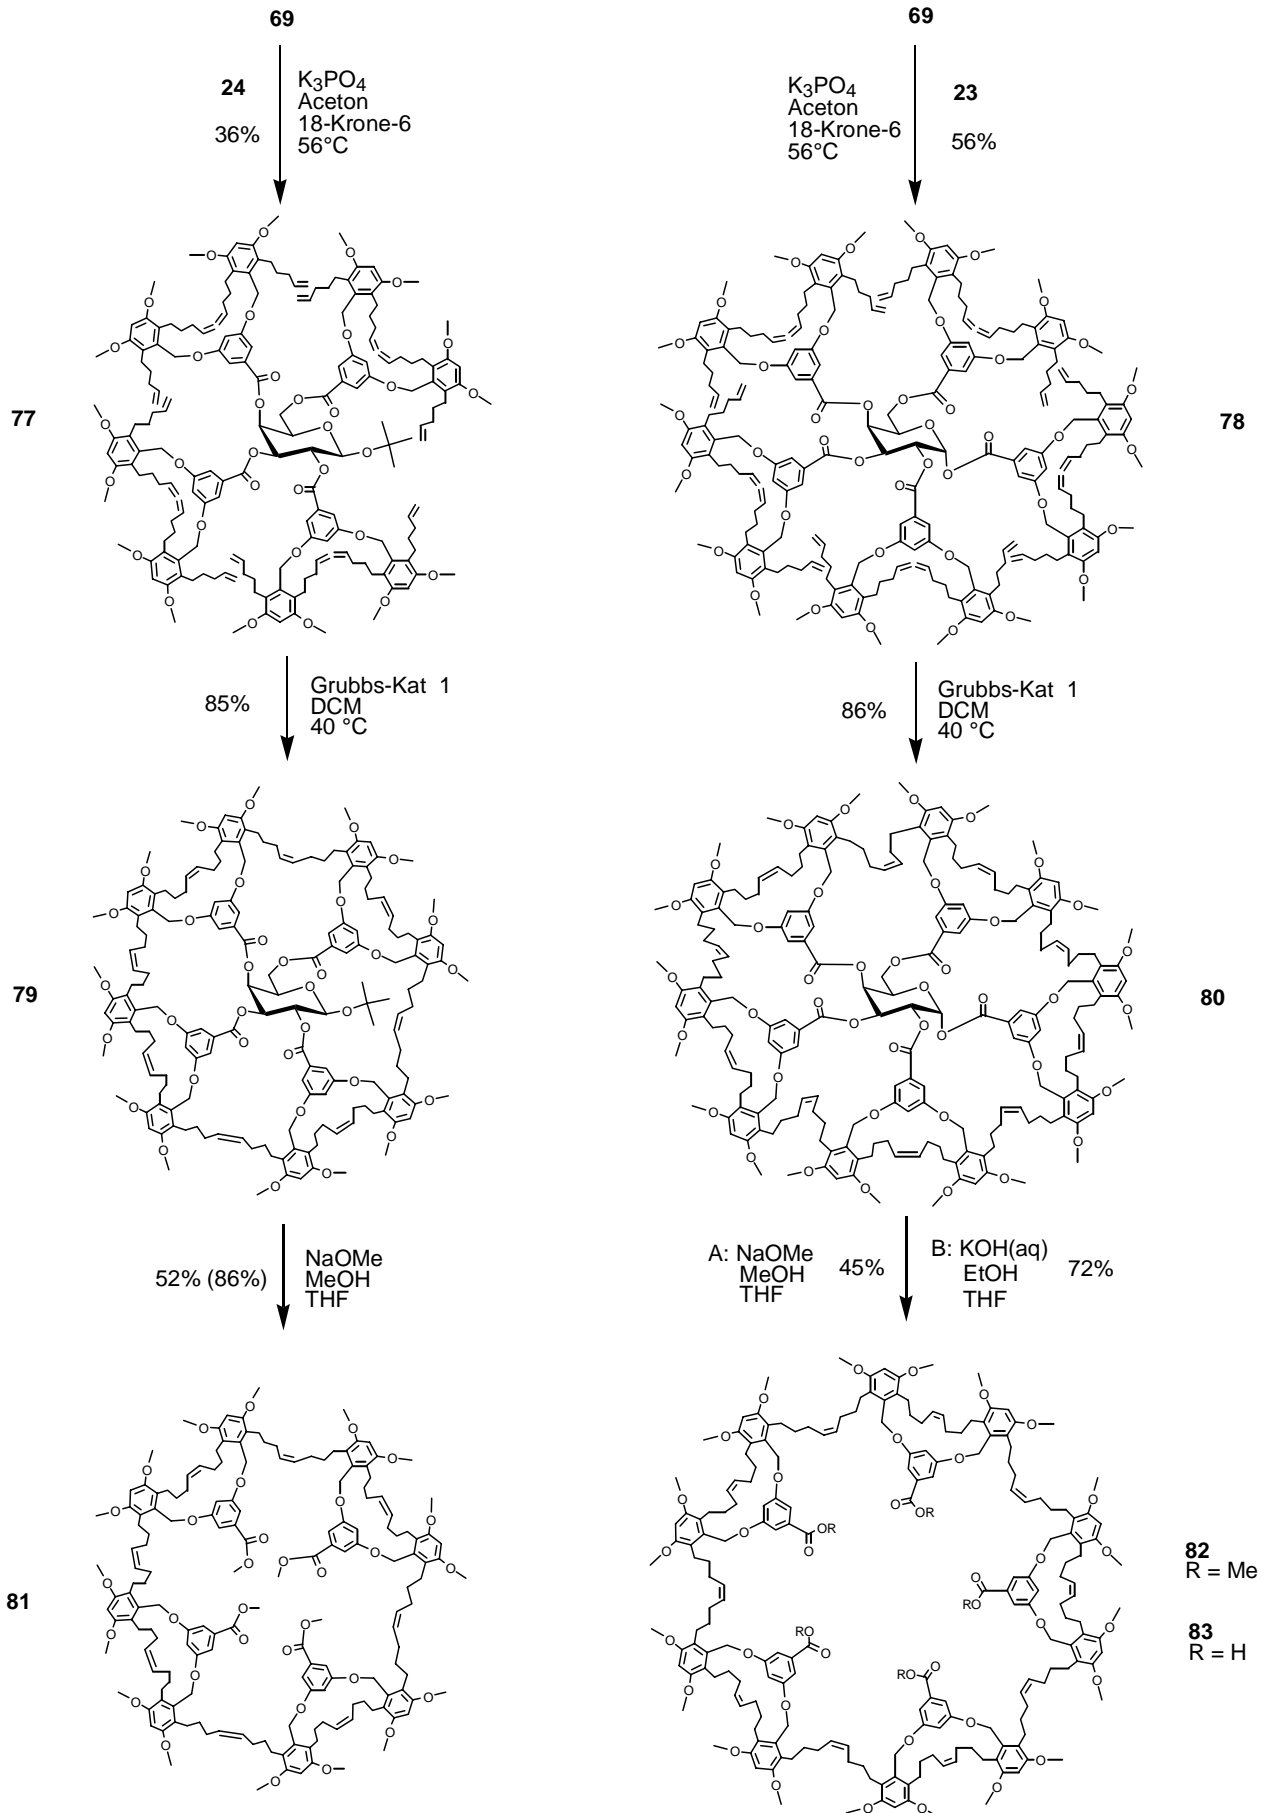 69
24
36%
K3PO4
Aceton
18-Krone-6
56°C
69
K3PO4
Aceton
18-Krone-6
56°C
23
56%
77
78
85%
Grubbs-Kat 1
DCM
40 °C
86%
Grubbs-Kat 1
DCM
40 °C
79
80
52% (86%)
NaOMe
MeOH
THF
A: NaOMe
MeOH
THF
45%
B: KOH(aq)
EtOH
THF
72%
81
82
R = Me
83
R = H